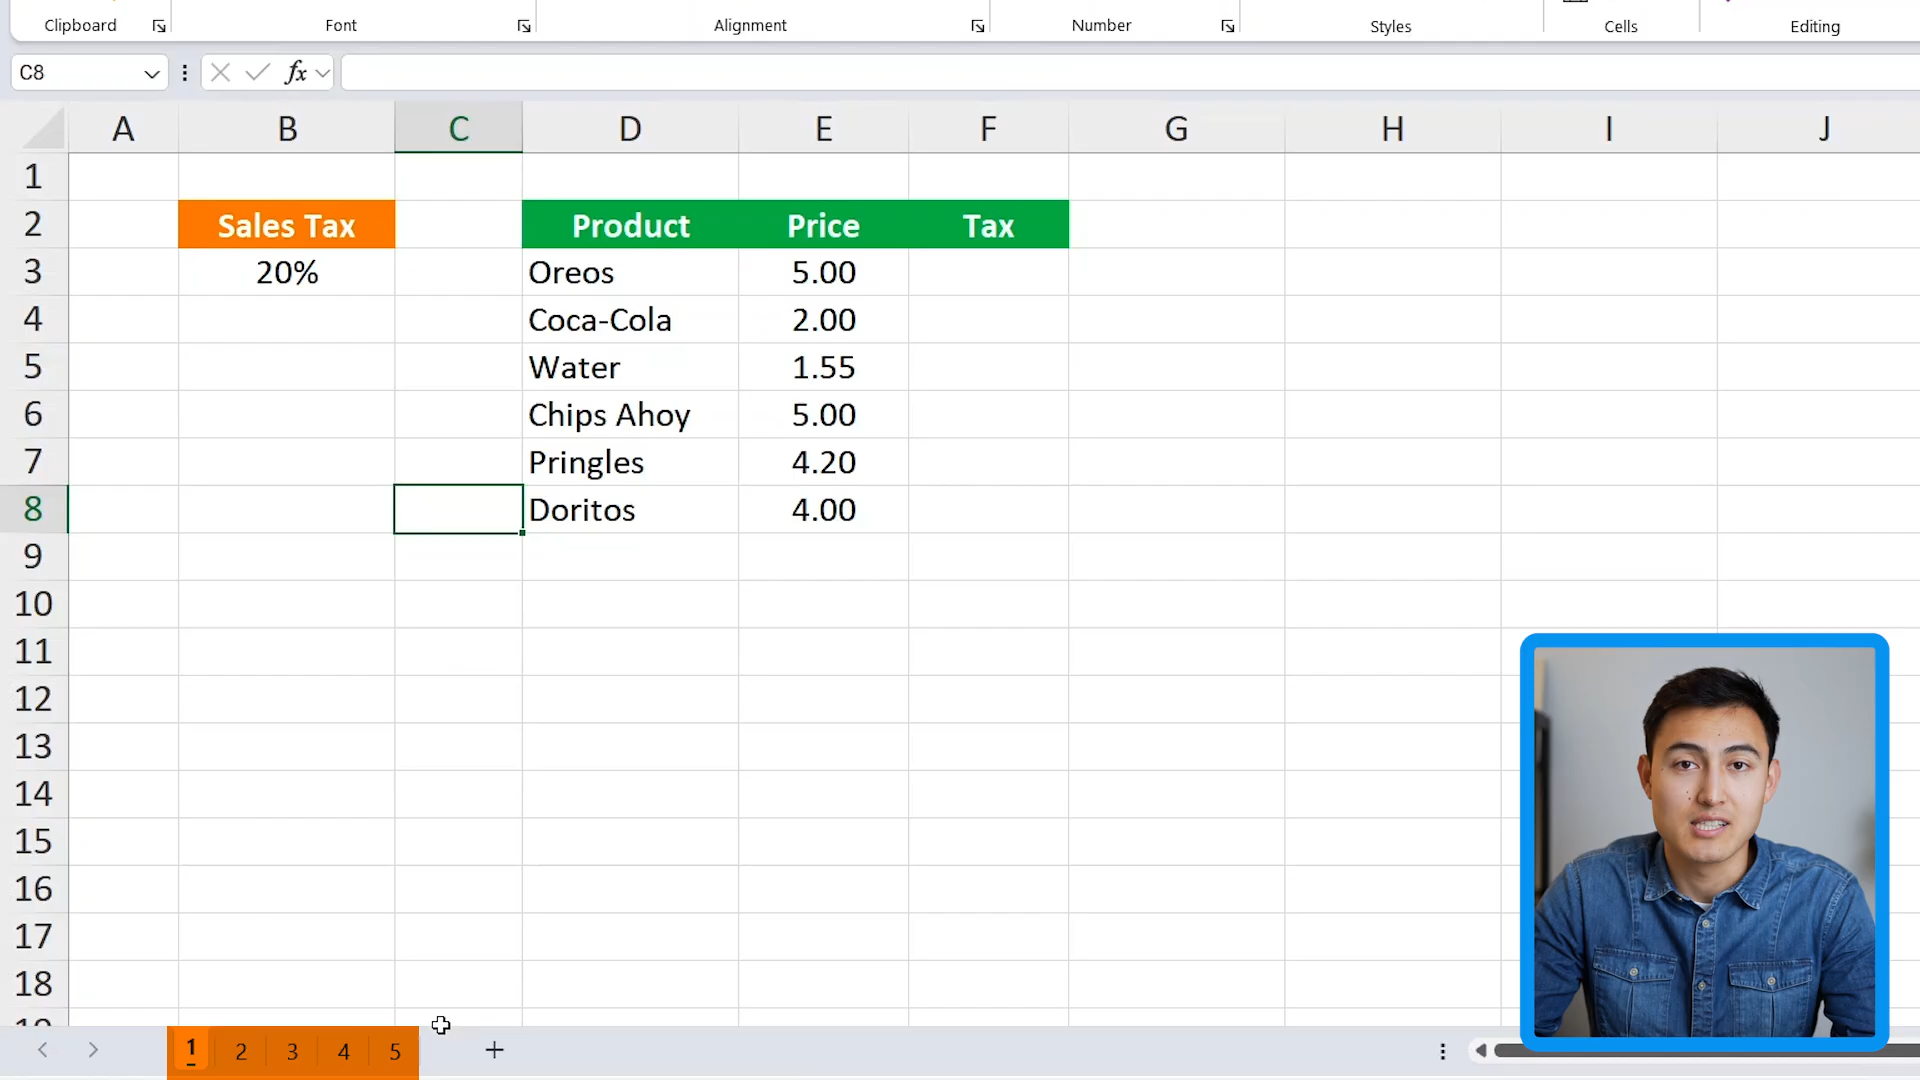 Clipboard Font Alignment Number Styles Cells Editing
C8 fx
A B C D E F G H I J
1
2 Sales Tax Product Price Tax
3 20% Oreos 5.00
4 Coca-Cola 2.00
5 Water 1.55
6 Chips Ahoy 5.00
7 Pringles 4.20
8 Doritos 4.00
9
10
11
12
13
14
15
16
17
18
1 2 3 4 5 +